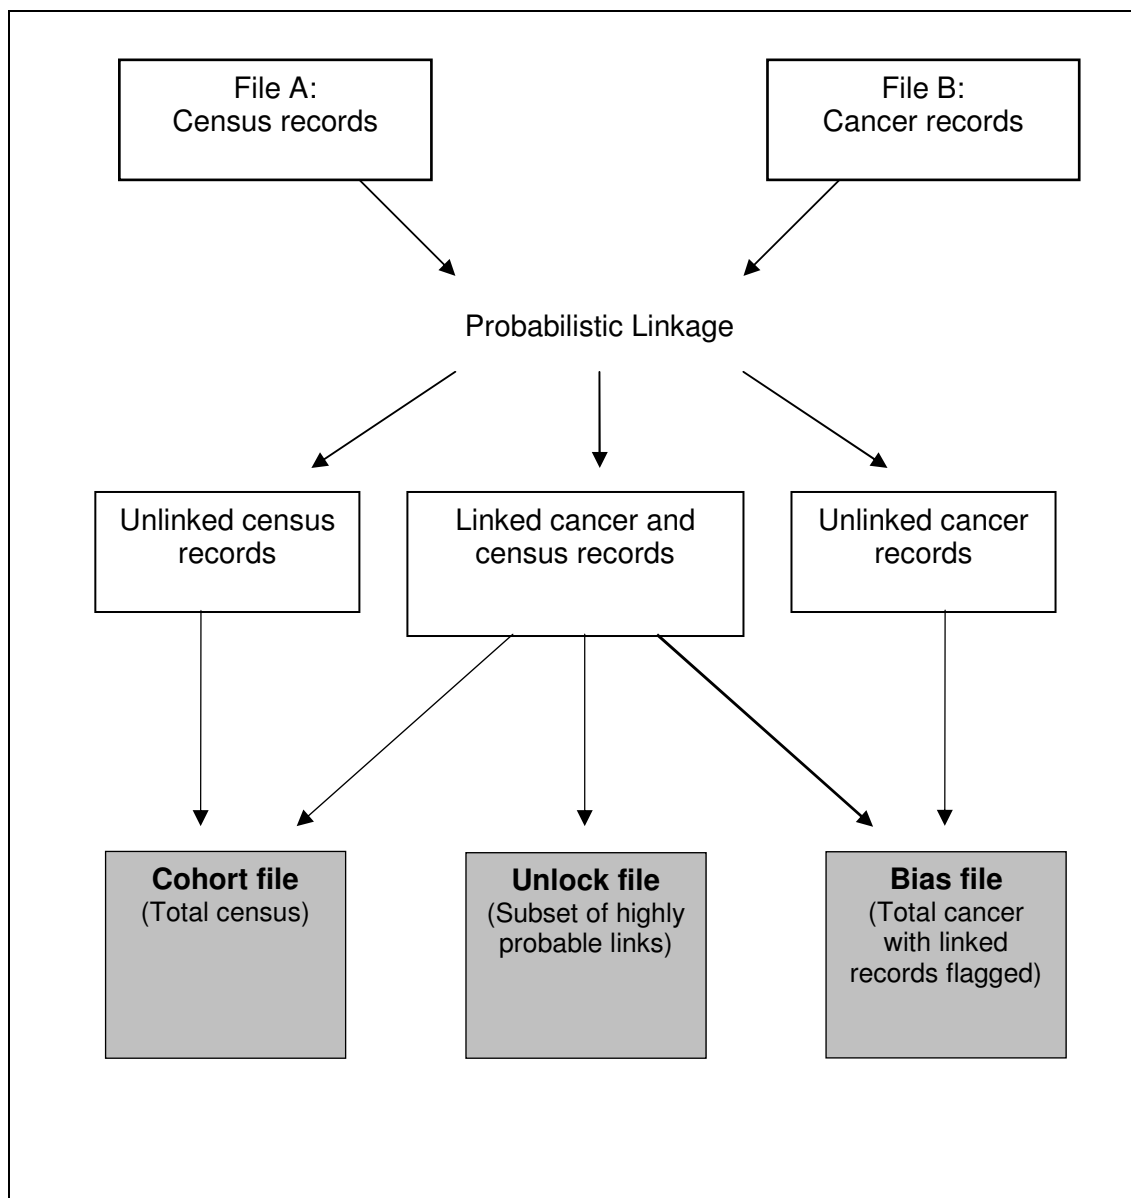 File A:
Census records
File B:
Cancer records
Probabilistic Linkage
Unlinked census
records
Linked cancer and
census records
Unlinked cancer
records
Cohort file
(Total census)
Unlock file
(Subset of highly
probable links)
Bias file
(Total cancer
with linked
records flagged)